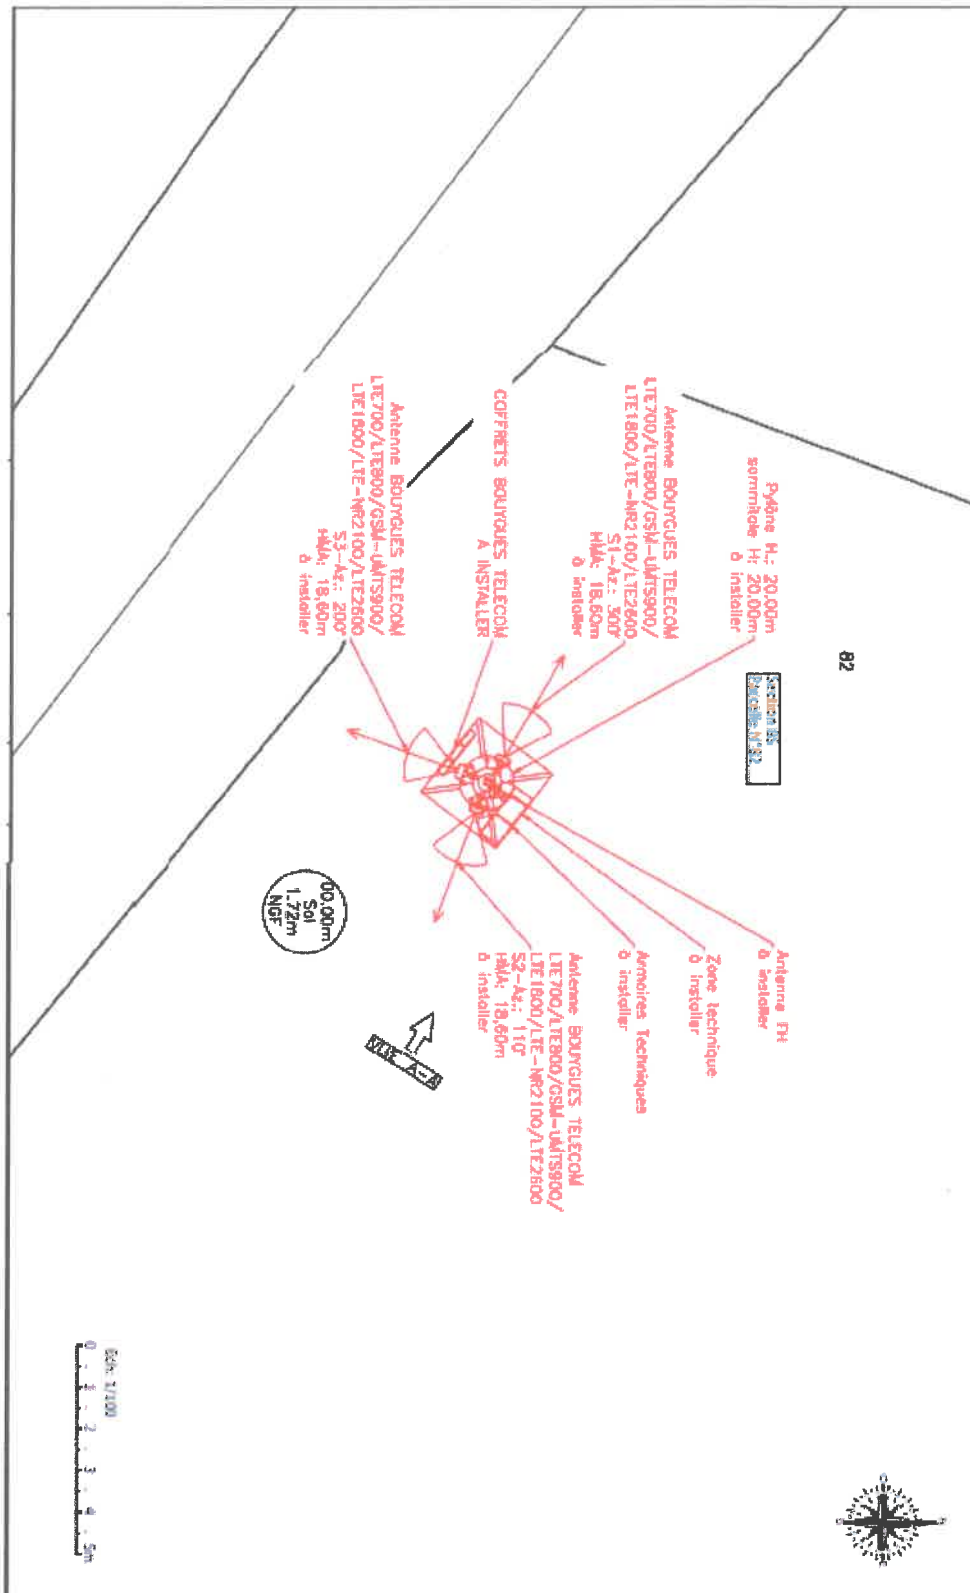 82
Section BS
Parcelle N°82
Pylône H.: 20.00m
sommitale H: 20.00m
à installer
Antenne BOUYGUES TELECOM
LTE700/LTE800/GSM-UMTS900/
LTE1800/LTE-NR2100/LTE2600
S1-Az.: 300°
HMA: 18,60m
à installer
COFFRETS BOUYGUES TELECOM
A INSTALLER
Antenne BOUYGUES TELECOM
LTE700/LTE800/GSM-UMTS900/
LTE1800/LTE-NR2100/LTE2600
S3-Az.: 200°
HMA: 18,60m
à installer
Antenne FH
à installer
Zone technique
à installer
Armoires Techniques
à installer
Antenne BOUYGUES TELECOM
LTE700/LTE800/GSM-UMTS900/
LTE1800/LTE-NR2100/LTE2600
S2-Az.: 110°
HMA: 18,60m
à installer
00.00m
Sol
1.72m
NGF
VUE A-A
Ech: 1/100
0 1 2 3 4 5m